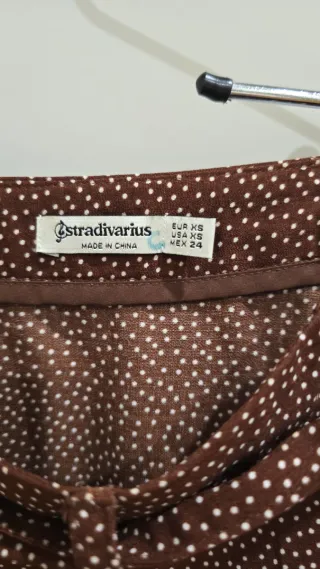 stradivarius
MADE IN CHINA
EUR XS
USA XS
MEX 24